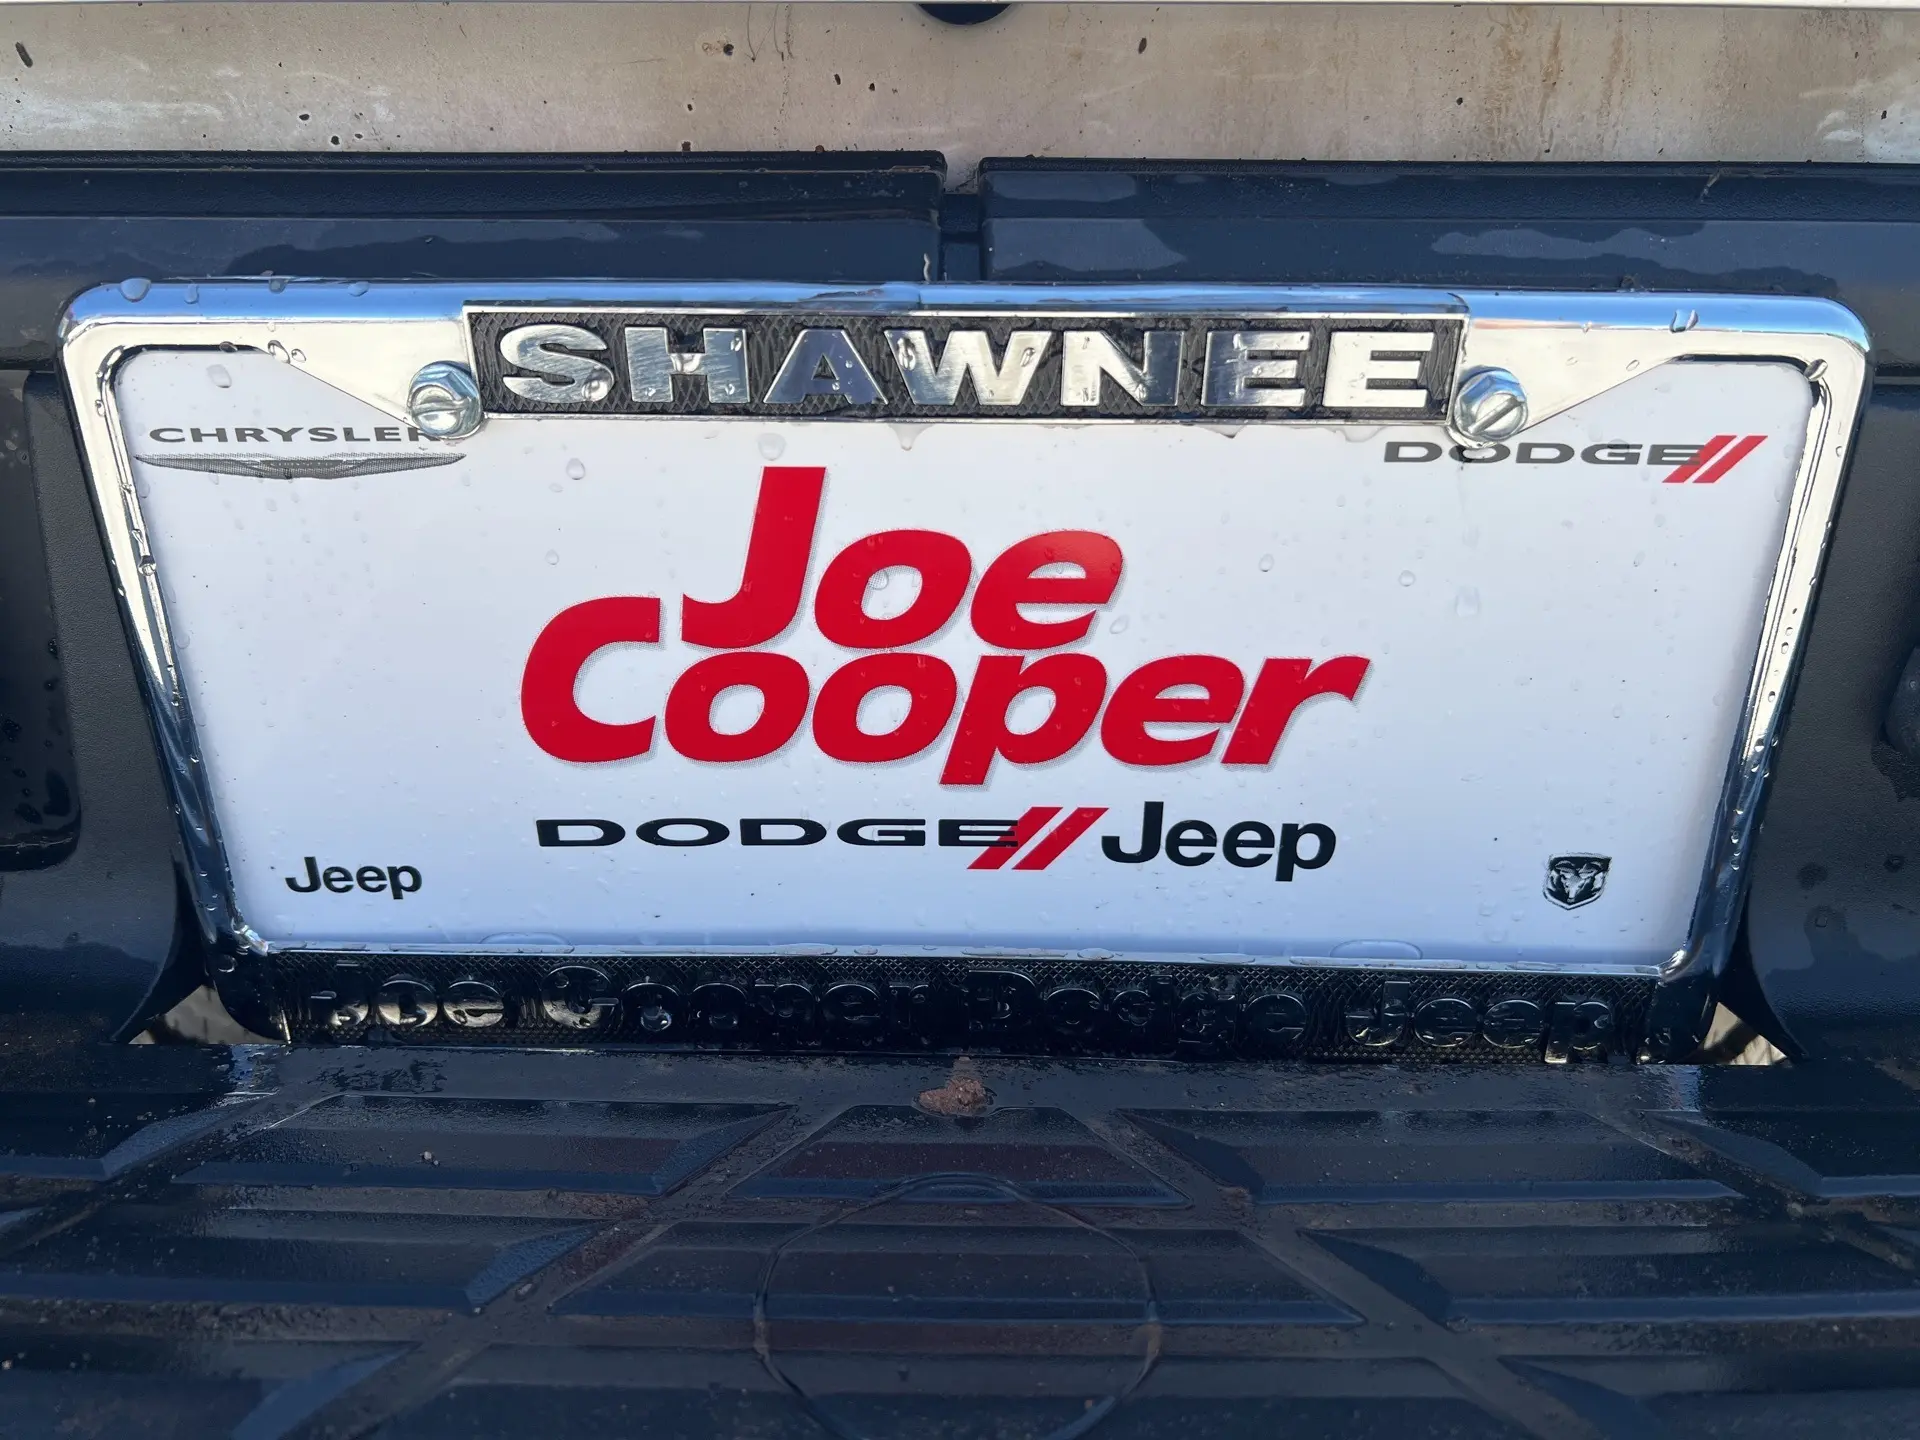 SHAWNEE
CHRYSLER
DODGE
Joe
Cooper
DODGE Jeep
Jeep
Joe Cooper Dodge Jeep